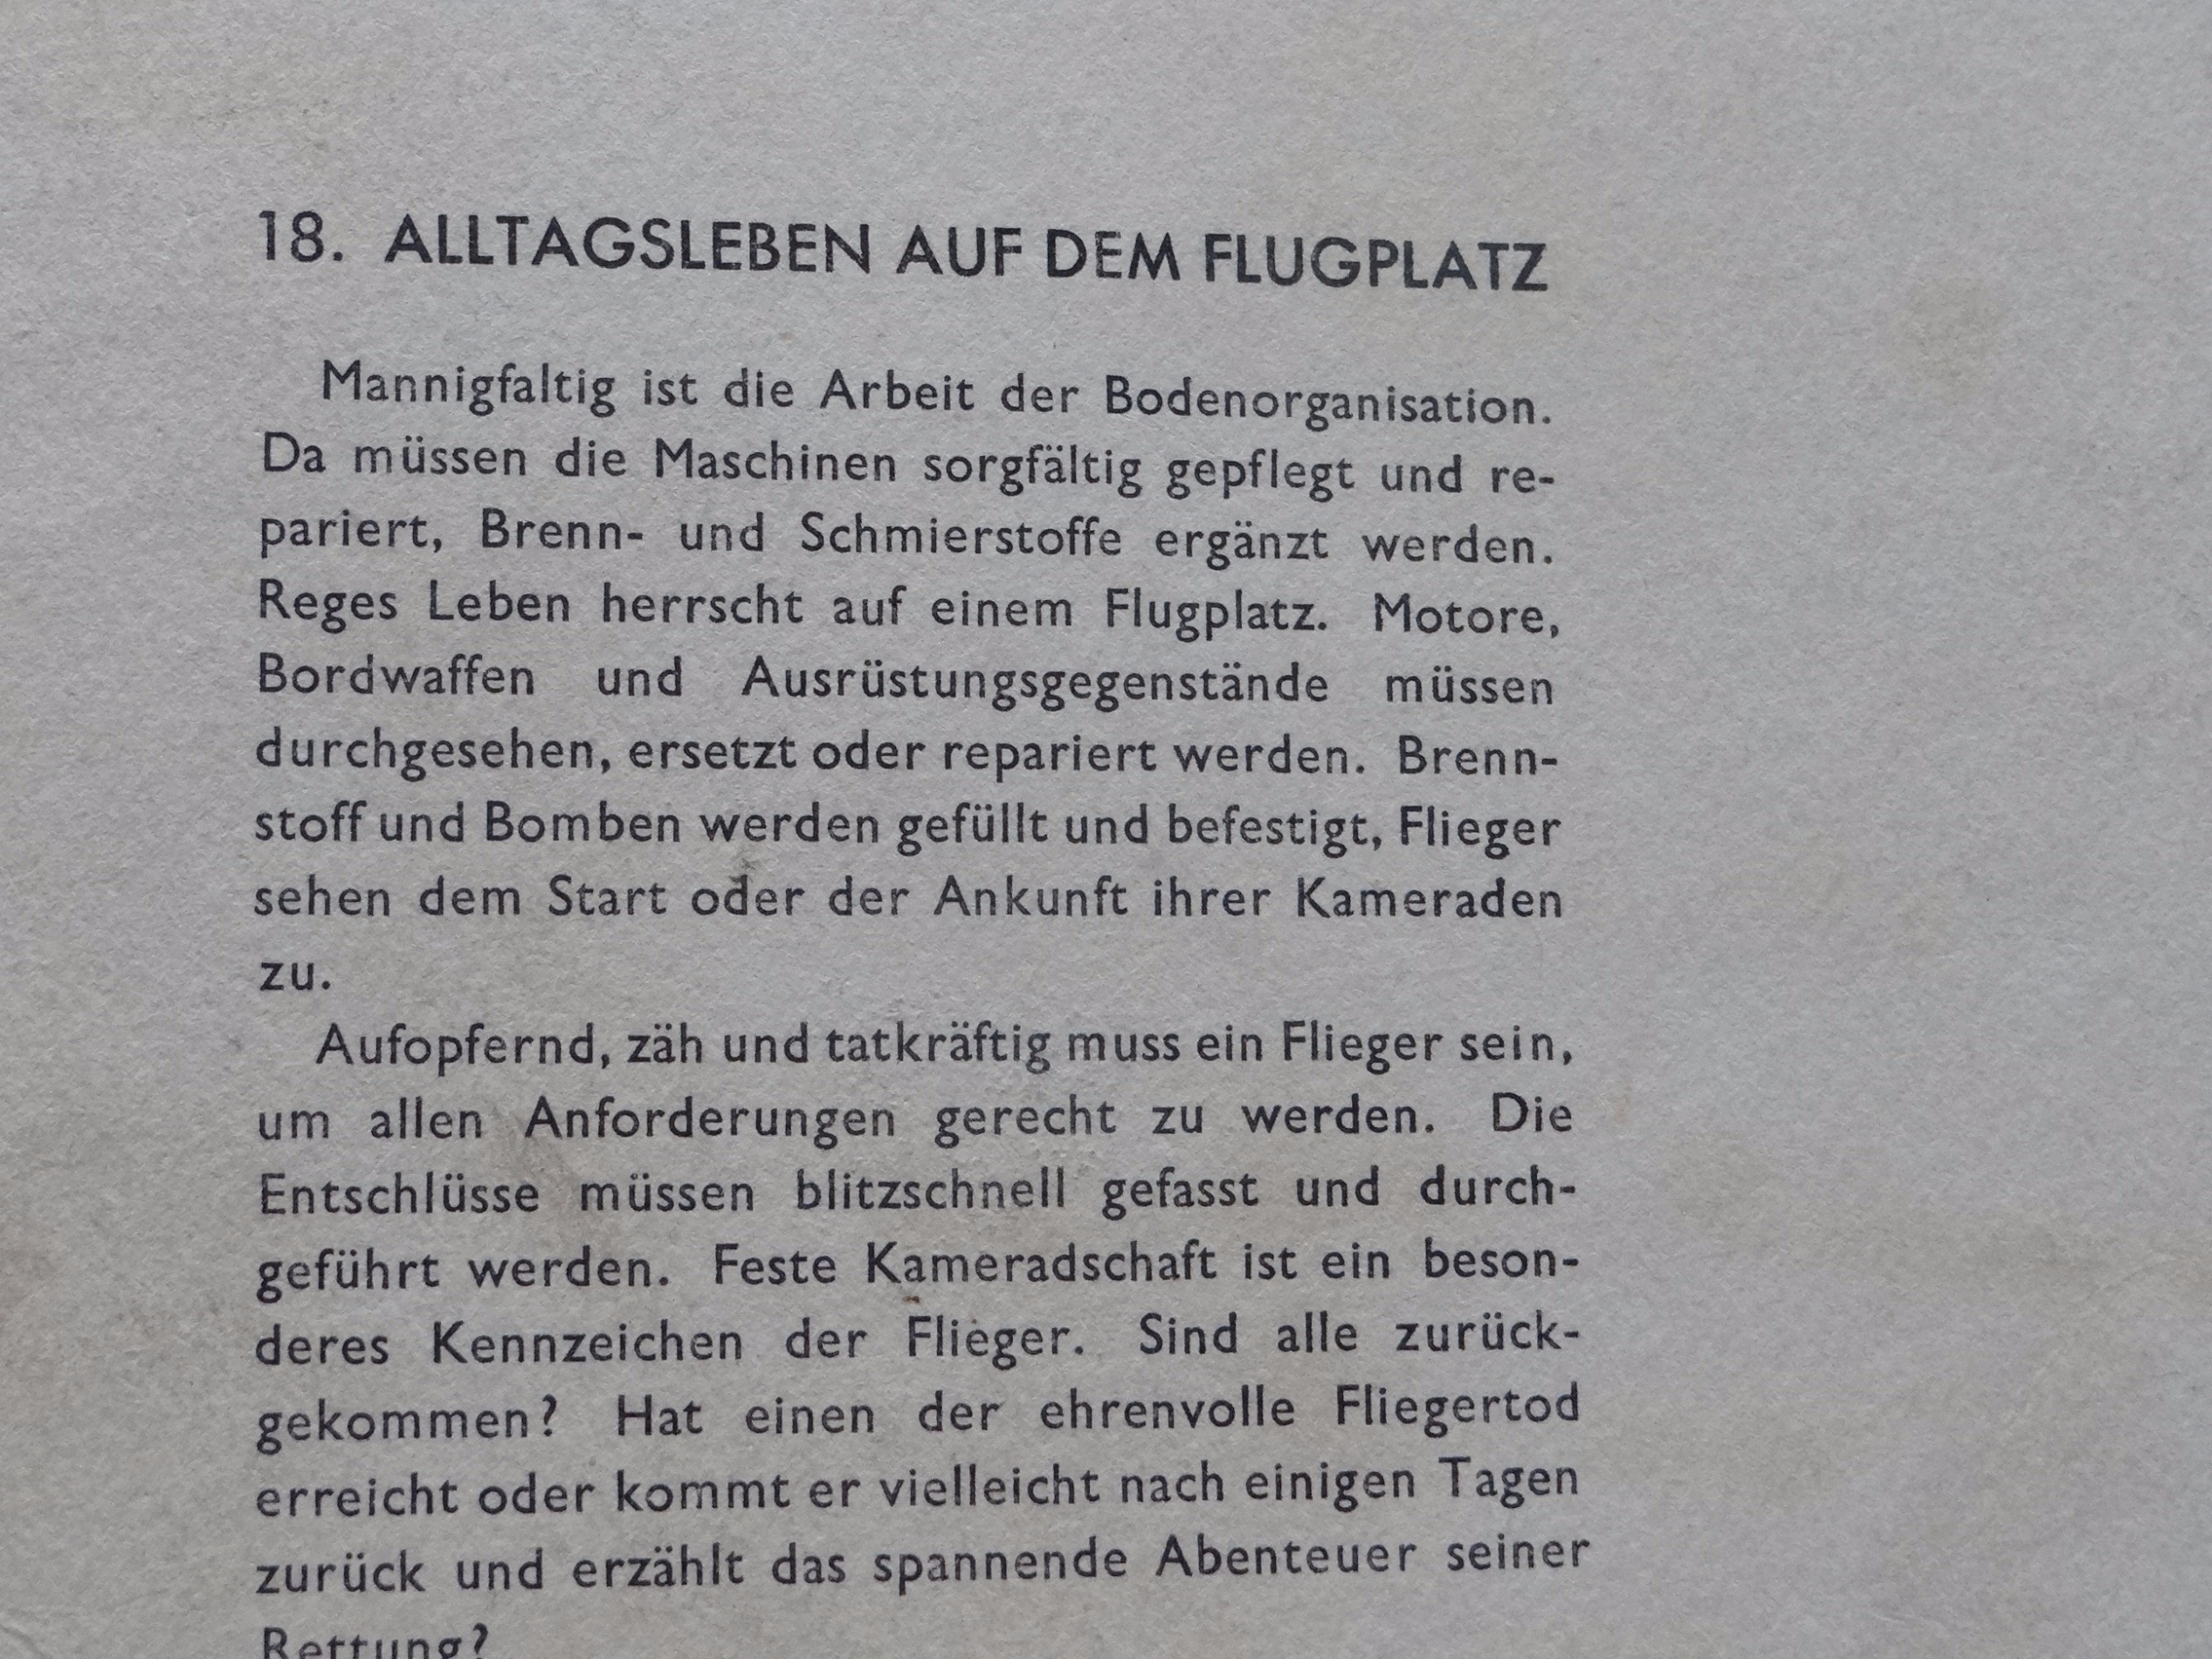 18. ALLTAGSLEBEN AUF DEM FLUGPLATZ
Mannigfaltig ist die Arbeit der Bodenorganisation.
Da müssen die Maschinen sorgfältig gepflegt und re-
pariert, Brenn- und Schmierstoffe ergänzt werden.
Reges Leben herrscht auf einem Flugplatz. Motore,
Bordwaffen und Ausrüstungsgegenstände müssen
durchgesehen, ersetzt oder repariert werden. Brenn-
stoff und Bomben werden gefüllt und befestigt, Flieger
sehen dem Start oder der Ankunft ihrer Kameraden
zu.
Aufopfernd, zäh und tatkräftig muss ein Flieger sein,
um allen Anforderungen gerecht zu werden. Die
Entschlüsse müssen blitzschnell gefasst und durch-
geführt werden. Feste Kameradschaft ist ein beson-
deres Kennzeichen der Flieger. Sind alle zurück-
gekommen? Hat einen der ehrenvolle Fliegertod
erreicht oder kommt er vielleicht nach einigen Tagen
zurück und erzählt das spannende Abenteuer seiner
Rettung?